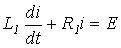 L₁ di/dt + R₁i = E